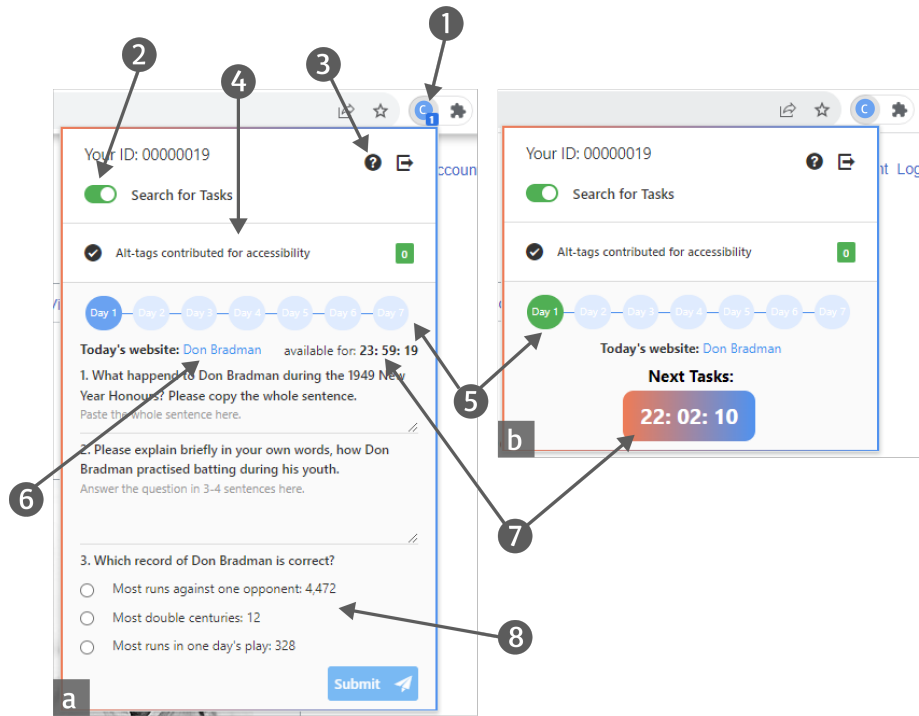 1
2
3
4
C
1
Your ID: 00000019
?
ccoun
Search for Tasks
Alt-tags contributed for accessibility
0
Day 1
Day 2
Day 3
Day 4
Day 5
Day 6
Day 7
Today's website: Don Bradman
available for: 23: 59: 19
1. What happend to Don Bradman during the 1949 New
Year Honours? Please copy the whole sentence.
Paste the whole sentence here.
2. Please explain briefly in your own words, how Don
Bradman practised batting during his youth.
Answer the question in 3-4 sentences here.
3. Which record of Don Bradman is correct?
Most runs against one opponent: 4,472
Most double centuries: 12
Most runs in one day's play: 328
Submit
a
5
6
7
8
C
Your ID: 00000019
?
nt Log
Search for Tasks
Alt-tags contributed for accessibility
0
Day 1
Day 2
Day 3
Day 4
Day 5
Day 6
Day 7
Today's website: Don Bradman
Next Tasks:
22: 02: 10
b